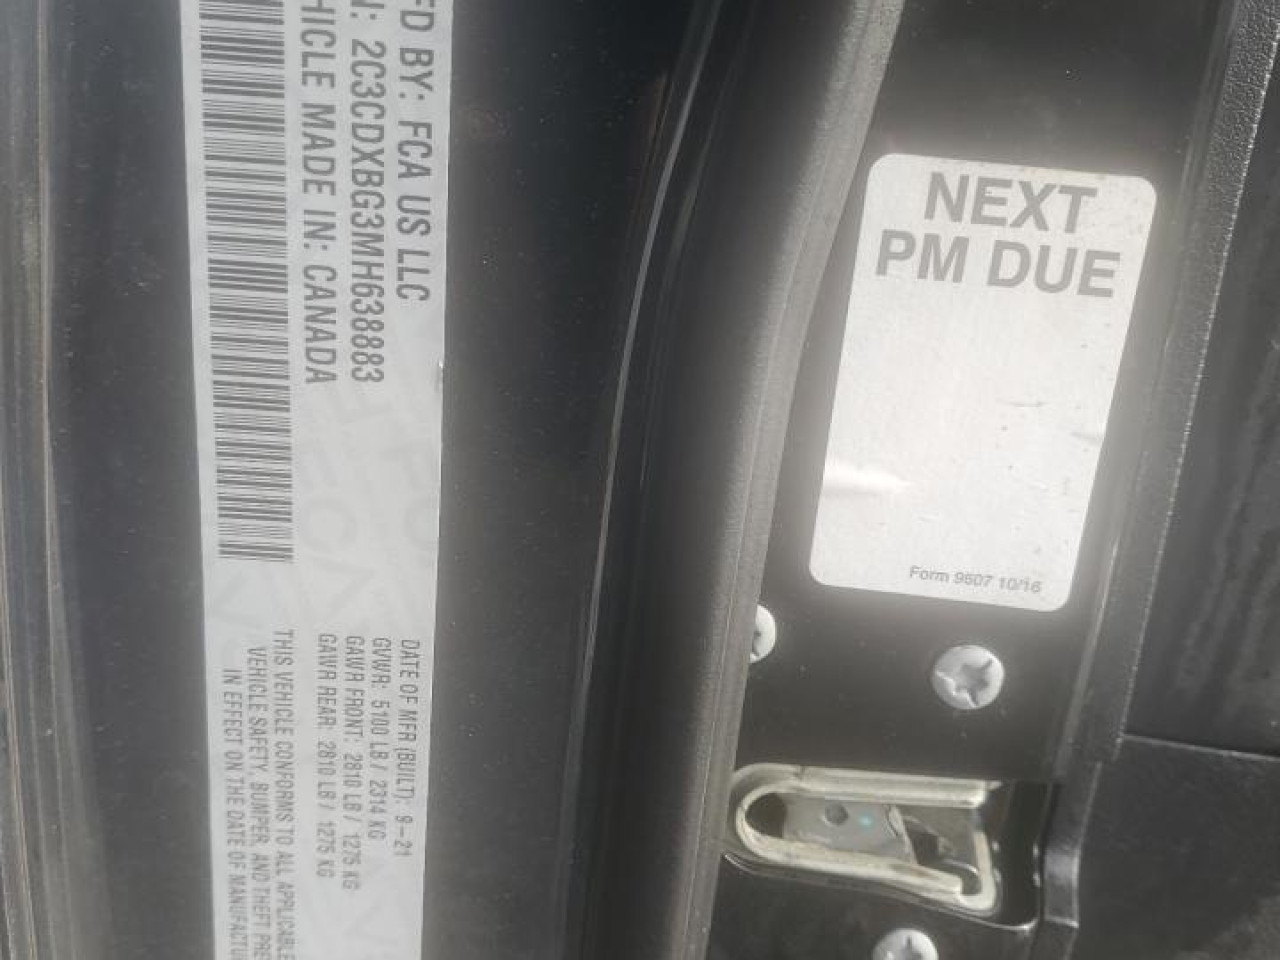 FD BY: FCA US LLC
N: 2C3CDXBG3MH638883
HICLE MADE IN: CANADA
DATE OF MFR (BUILT): 9-21
GVWR: 5100 LB / 2314 KG
GAWR FRONT: 2810 LB / 1275 KG
GAWR REAR: 2810 LB / 1275 KG
THIS VEHICLE CONFORMS TO ALL APPLICABLE
VEHICLE SAFETY, BUMPER, AND THEFT PRE
IN EFFECT ON THE DATE OF MANUFACTU
NEXT
PM DUE
Form 9507 10/16